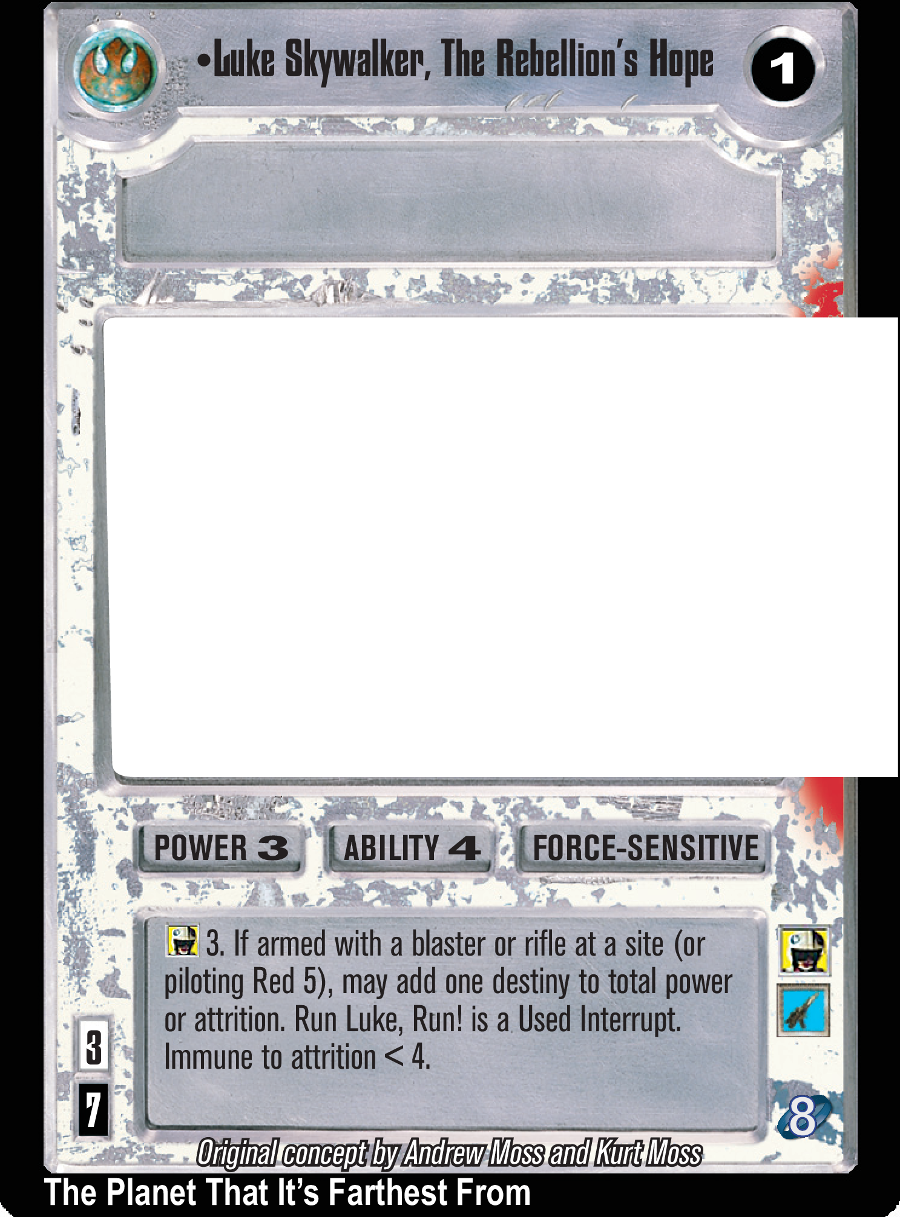 •Luke Skywalker, The Rebellion's Hope
1
POWER 3
ABILITY 4
FORCE-SENSITIVE
3. If armed with a blaster or rifle at a site (or
piloting Red 5), may add one destiny to total power
or attrition. Run Luke, Run! is a Used Interrupt.
Immune to attrition < 4.
3
7
8
Original concept by Andrew Moss and Kurt Moss
The Planet That It's Farthest From